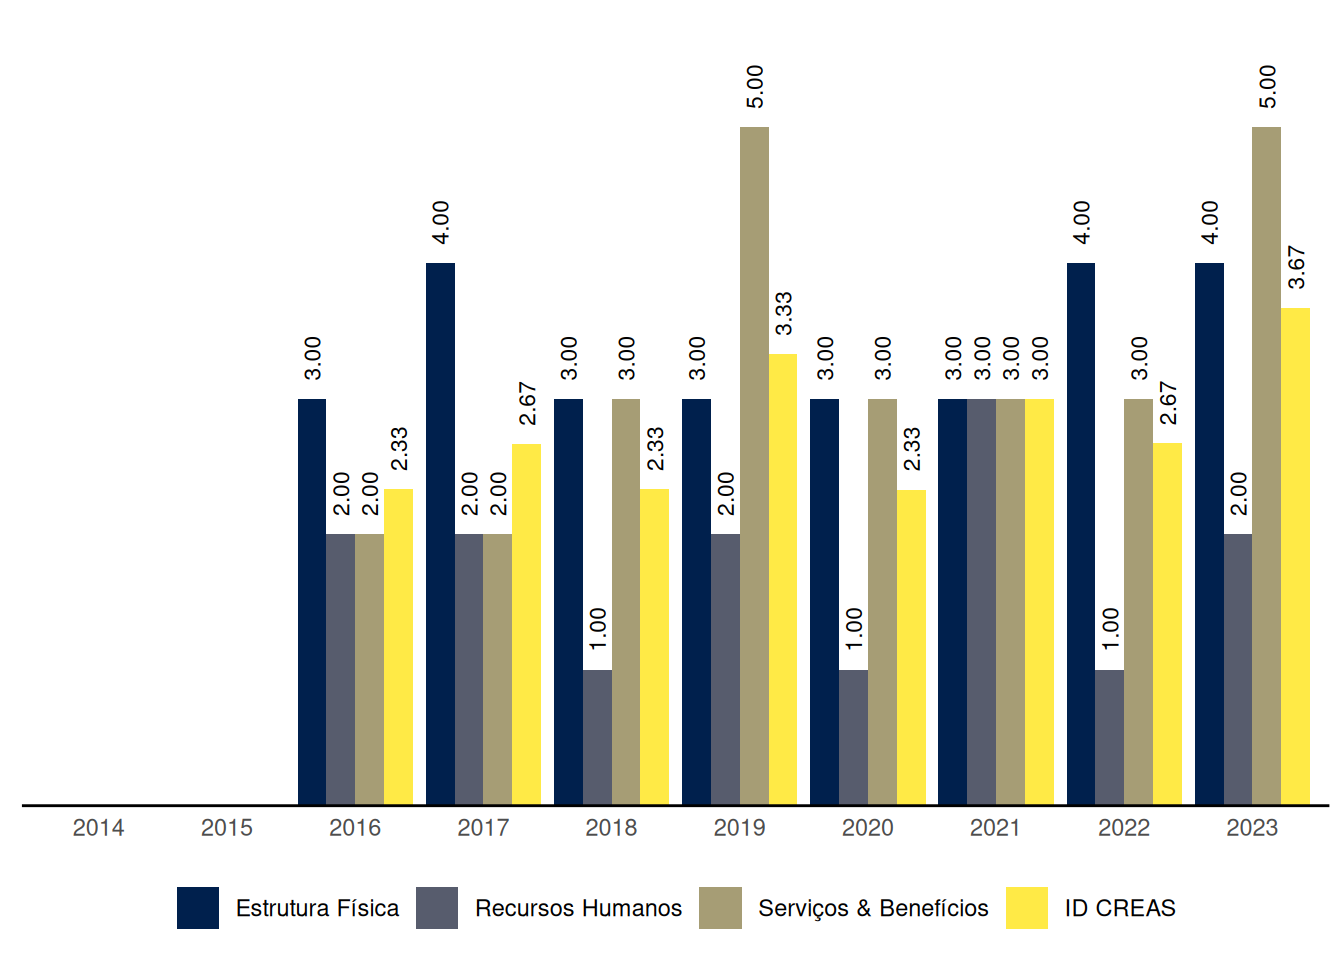 3.00 2.00 2.00 2.33
4.00 2.00 2.00 2.67
3.00 1.00 3.00 2.33
3.00 2.00 5.00 3.33
3.00 1.00 3.00 2.33
3.00 3.00 3.00 3.00
4.00 1.00 3.00 2.67
4.00 2.00 5.00 3.67
2014 2015 2016 2017 2018 2019 2020 2021 2022 2023
Estrutura Física Recursos Humanos Serviços & Benefícios ID CREAS